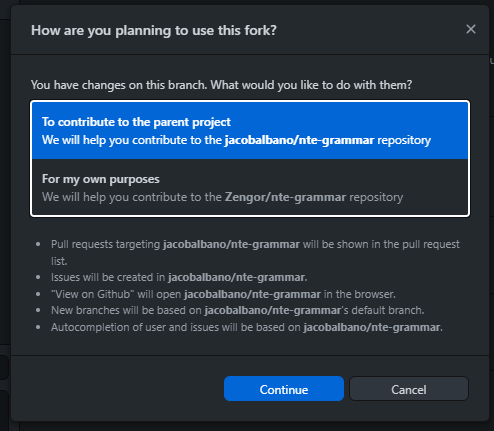 How are you planning to use this fork?
You have changes on this branch. What would you like to do with them?
To contribute to the parent project
We will help you contribute to the jacobalbano/nte-grammar repository
For my own purposes
We will help you contribute to the Zengor/nte-grammar repository
• Pull requests targeting jacobalbano/nte-grammar will be shown in the pull request
list.
• Issues will be created in jacobalbano/nte-grammar.
• "View on Github" will open jacobalbano/nte-grammar in the browser.
• New branches will be based on jacobalbano/nte-grammar's default branch.
• Autocompletion of user and issues will be based on jacobalbano/nte-grammar.
Continue
Cancel